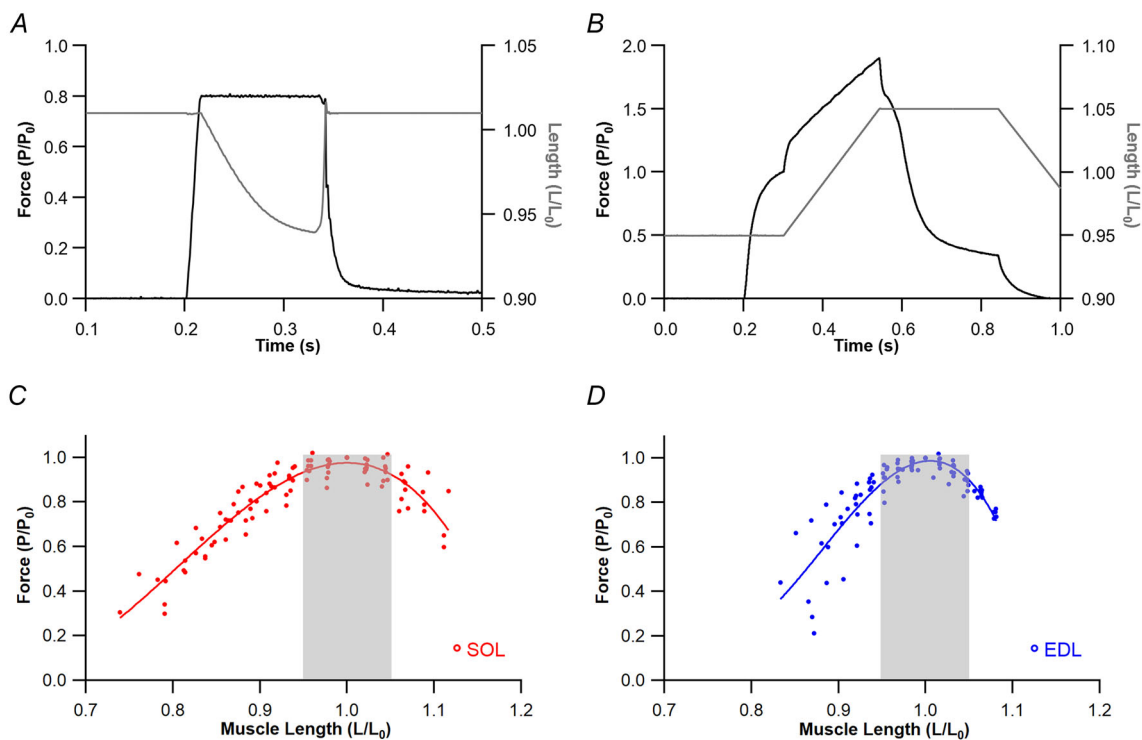 A
1.0
0.8
0.6
0.4
0.2
0.0
Force (P/P0)
0.1 0.2 0.3 0.4 0.5
Time (s)
1.05
1.00
0.95
0.90
Length (L/L0)
B
2.0
1.5
1.0
0.5
0.0
Force (P/P0)
0.0 0.2 0.4 0.6 0.8 1.0
Time (s)
1.10
1.05
1.00
0.95
0.90
Length (L/L0)
C
1.0
0.8
0.6
0.4
0.2
0.0
Force (P/P0)
0.7 0.8 0.9 1.0 1.1 1.2
Muscle Length (L/L0)
SOL
D
1.0
0.8
0.6
0.4
0.2
0.0
Force (P/P0)
0.7 0.8 0.9 1.0 1.1 1.2
Muscle Length (L/L0)
EDL